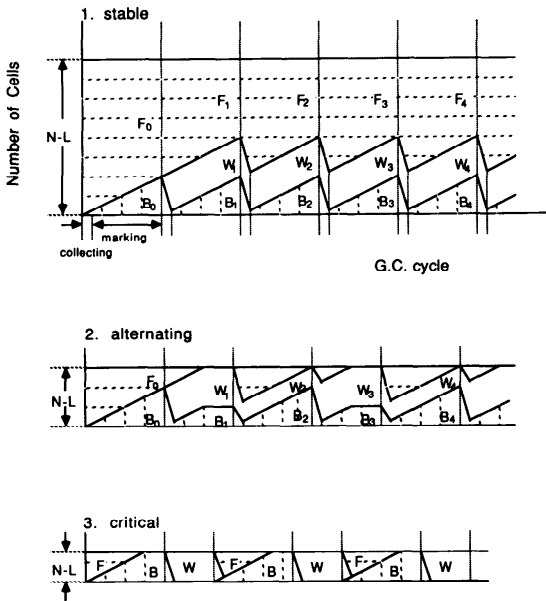 1. stable
Number of Cells
N-L
F0 F1 F2 F3 F4
W1 W2 W3 W4
B0 B1 B2 B3 B4
marking
collecting
G.C. cycle
2. alternating
N-L
F0 W1 W2 W3 W4
B0 B1 B2 B3 B4
3. critical
N-L
F B W F B W F B W